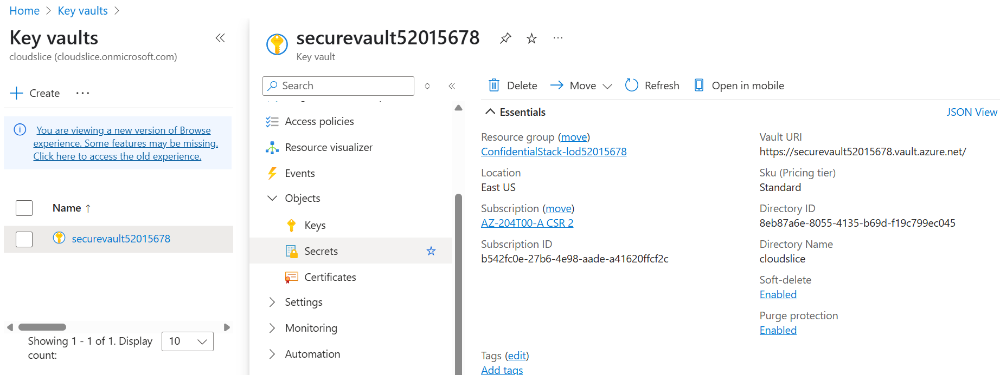 Home > Key vaults >
Key vaults
cloudslice (cloudslice.onmicrosoft.com)
Create
You are viewing a new version of Browse
experience. Some features may be missing.
Click here to access the old experience.
Name ↑
securevault52015678
Showing 1 - 1 of 1. Display
count:
10
securevault52015678
Key vault
Search
Access policies
Resource visualizer
Events
Objects
Keys
Secrets
Certificates
Settings
Monitoring
Automation
Delete
Move
Refresh
Open in mobile
Essentials
JSON View
Resource group (move)
ConfidentialStack-lod52015678
Location
East US
Subscription (move)
AZ-204T00-A CSR 2
Subscription ID
b542fc0e-27b6-4e98-aade-a41620ffcf2c
Vault URI
https://securevault52015678.vault.azure.net/
Sku (Pricing tier)
Standard
Directory ID
8eb87a6e-8055-4135-b69d-f19c799ec045
Directory Name
cloudslice
Soft-delete
Enabled
Purge protection
Enabled
Tags (edit)
Add tags